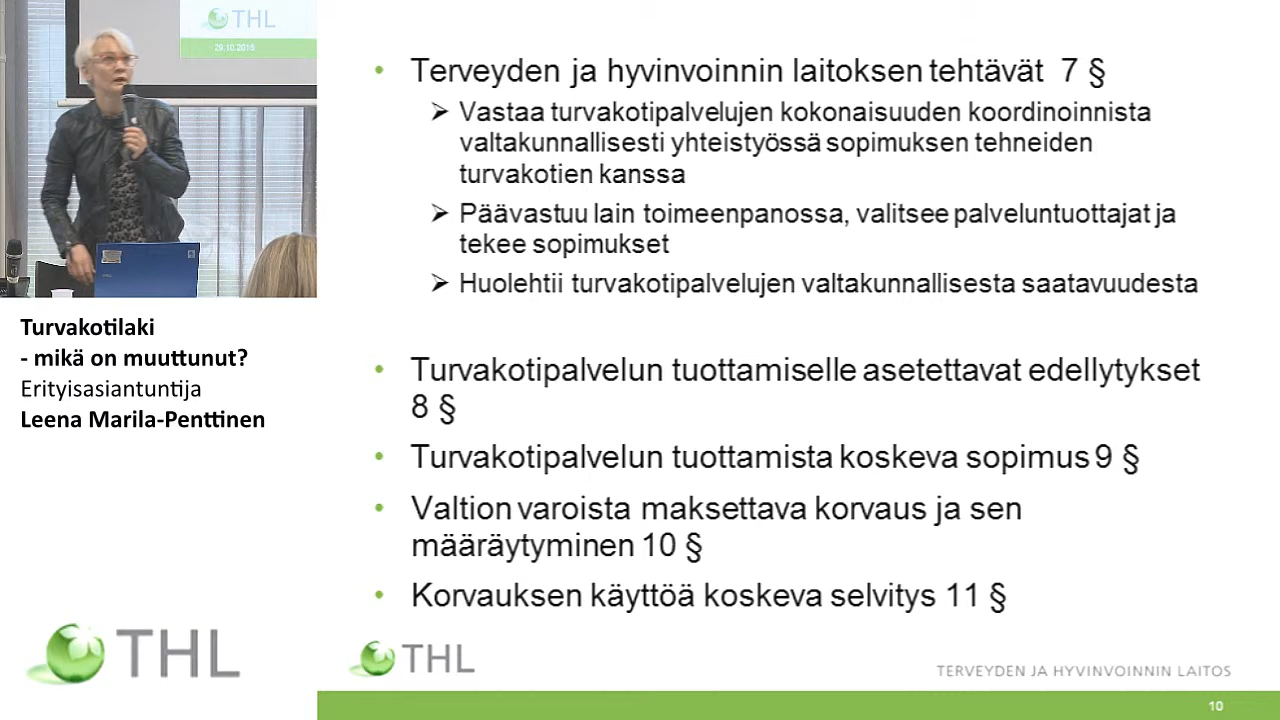 THL
29.10.2015
Turvakotilaki
- mikä on muuttunut?
Erityisasiantuntija
Leena Marila-Penttinen
THL
• Terveyden ja hyvinvoinnin laitoksen tehtävät 7 §
➢ Vastaa turvakotipalvelujen kokonaisuuden koordinoinnista
valtakunnallisesti yhteistyössä sopimuksen tehneiden
turvakotien kanssa
➢ Päävastuu lain toimeenpanossa, valitsee palveluntuottajat ja
tekee sopimukset
➢ Huolehtii turvakotipalvelujen valtakunnallisesta saatavuudesta
• Turvakotipalvelun tuottamiselle asetettavat edellytykset
8 §
• Turvakotipalvelun tuottamista koskeva sopimus 9 §
• Valtion varoista maksettava korvaus ja sen
määräytyminen 10 §
• Korvauksen käyttöä koskeva selvitys 11 §
THL
TERVEYDEN JA HYVINVOINNIN LAITOS
10